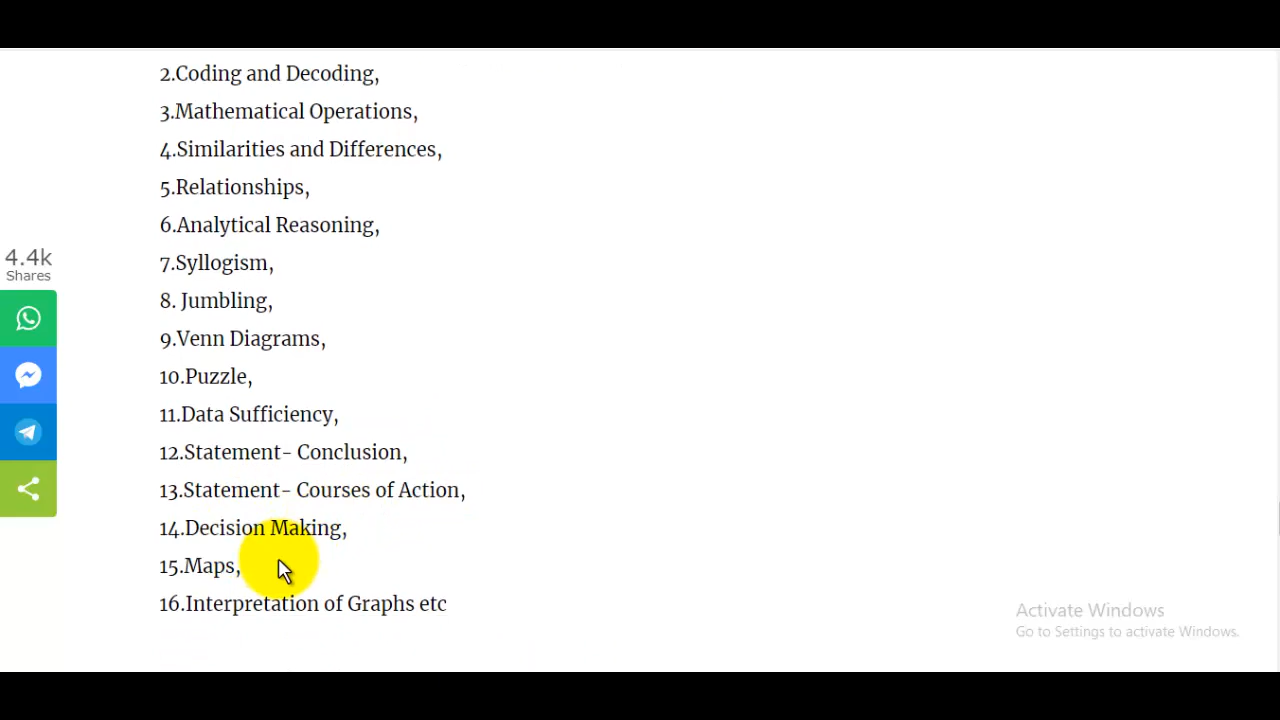 2.Coding and Decoding,
3.Mathematical Operations,
4.Similarities and Differences,
5.Relationships,
6.Analytical Reasoning,
7.Syllogism,
8. Jumbling,
9.Venn Diagrams,
10.Puzzle,
11.Data Sufficiency,
12.Statement- Conclusion,
13.Statement- Courses of Action,
14.Decision Making,
15.Maps,
16.Interpretation of Graphs etc
4.4k
Shares
Activate Windows
Go to Settings to activate Windows.